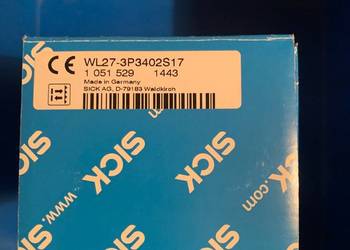 CE WL27-3P3402S17
1 051 529 1443
Made in Germany
SICK AG, D-79183 Waldkirch
SICK
SICK
SICK
SICK
SICK
.com